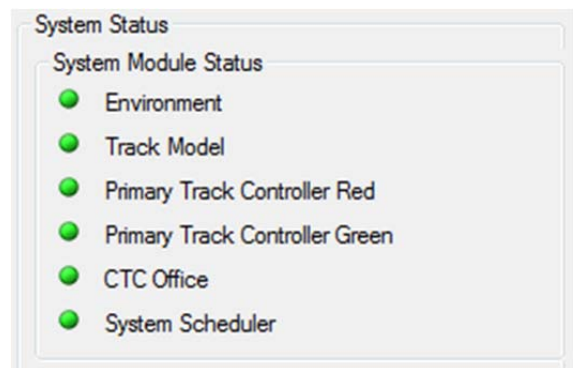 System Status
System Module Status
Environment
Track Model
Primary Track Controller Red
Primary Track Controller Green
CTC Office
System Scheduler